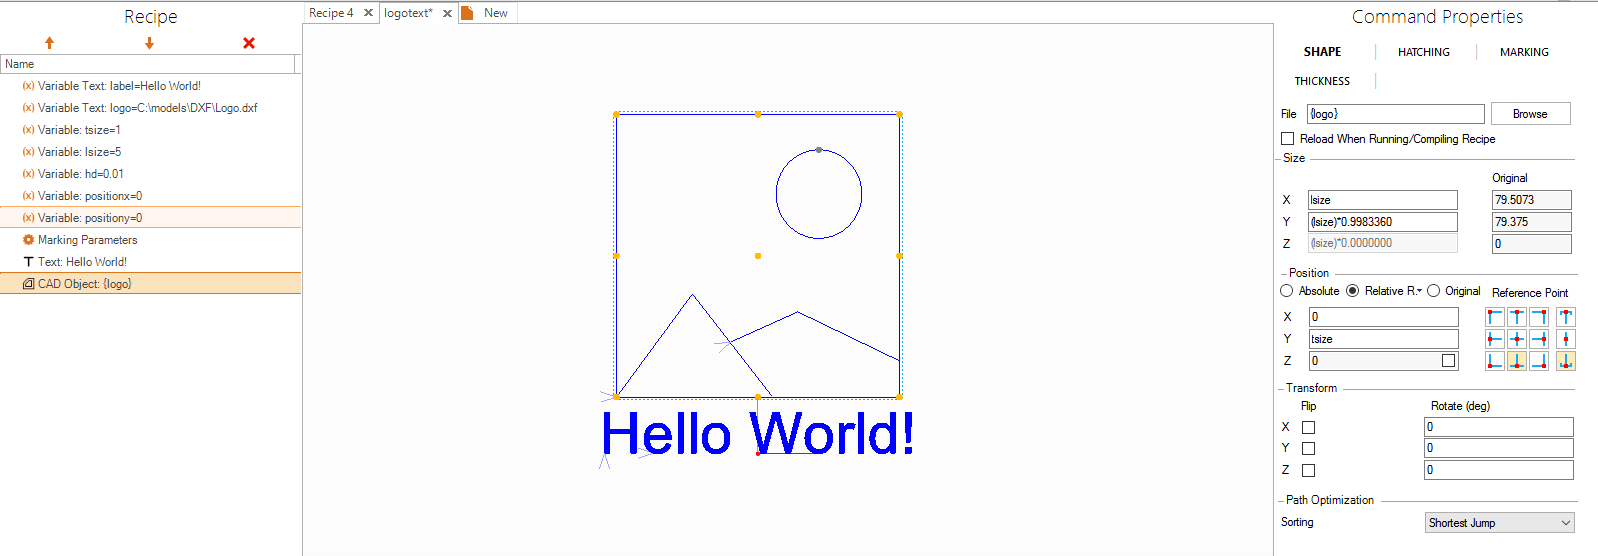 Recipe
Name
(x) Variable Text: label=Hello World!
(x) Variable Text: logo=C:\models\DXF\Logo.dxf
(x) Variable: tsize=1
(x) Variable: lsize=5
(x) Variable: hd=0.01
(x) Variable: positionx=0
(x) Variable: positiony=0
Marking Parameters
T Text: Hello World!
CAD Object: {logo}
Recipe 4 logotext* New
Hello World!
Command Properties
SHAPE HATCHING MARKING
THICKNESS
File {logo} Browse
Reload When Running/Compiling Recipe
Size
Original
X lsize 79.5073
Y (lsize)*0.9983360 79.375
Z (lsize)*0.0000000 0
Position
Absolute Relative R. Original Reference Point
X 0
Y tsize
Z 0
Transform
Flip Rotate (deg)
X 0
Y 0
Z 0
Path Optimization
Sorting Shortest Jump